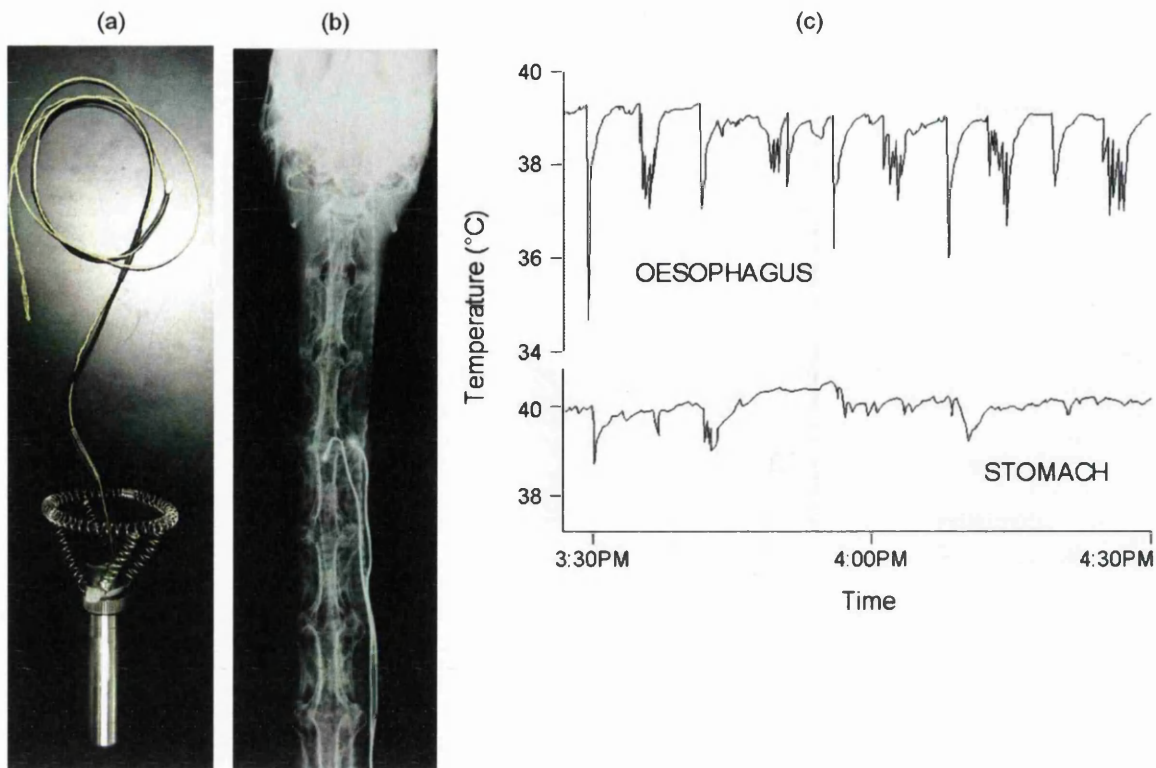 (a)
(b)
(c)
Temperature (°C)
40
38
36
34
OESOPHAGUS
40
38
STOMACH
3:30PM
4:00PM
4:30PM
Time